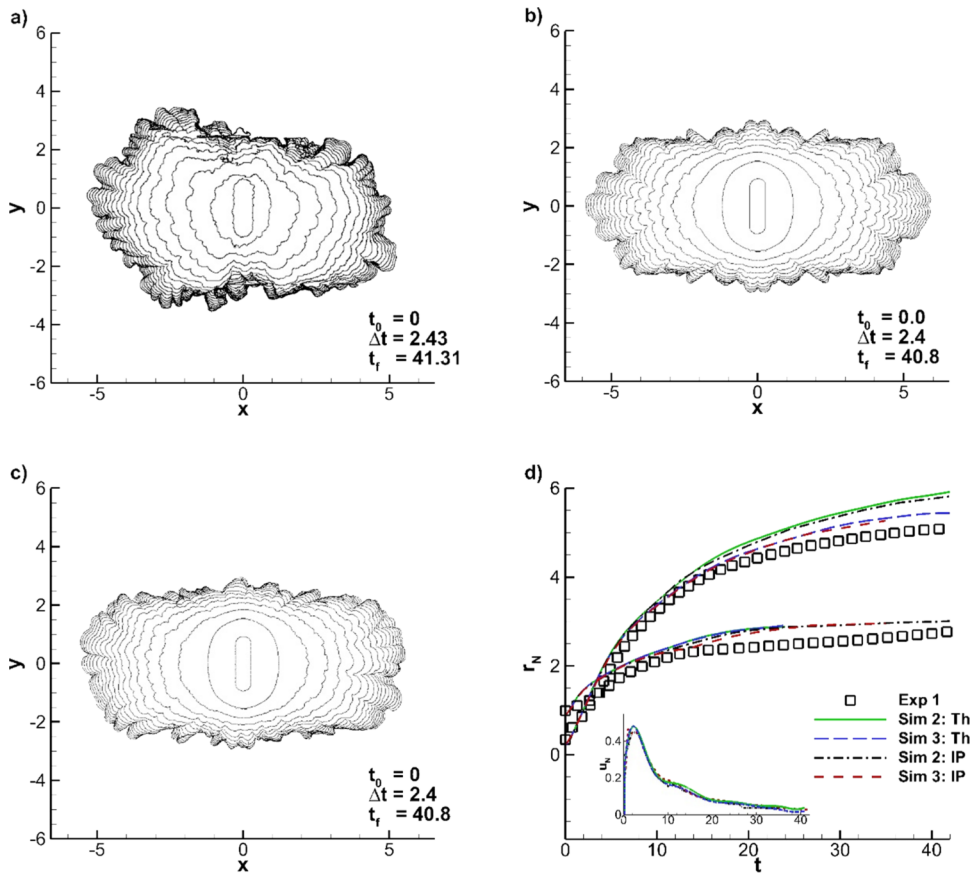 a)
6
4
2
0
-2
-4
-6
y
-5
0
5
x
t0 = 0
Δt = 2.43
tf = 41.31
b)
6
4
2
0
-2
-4
-6
y
-5
0
5
x
t0 = 0.0
Δt = 2.4
tf = 40.8
c)
6
4
2
0
-2
-4
-6
y
-5
0
5
x
t0 = 0
Δt = 2.4
tf = 40.8
d)
6
4
2
0
rN
0
10
20
30
40
t
Exp 1
Sim 2: Th
Sim 3: Th
Sim 2: IP
Sim 3: IP
0.4
0.2
0
uN
0
10
20
30
40